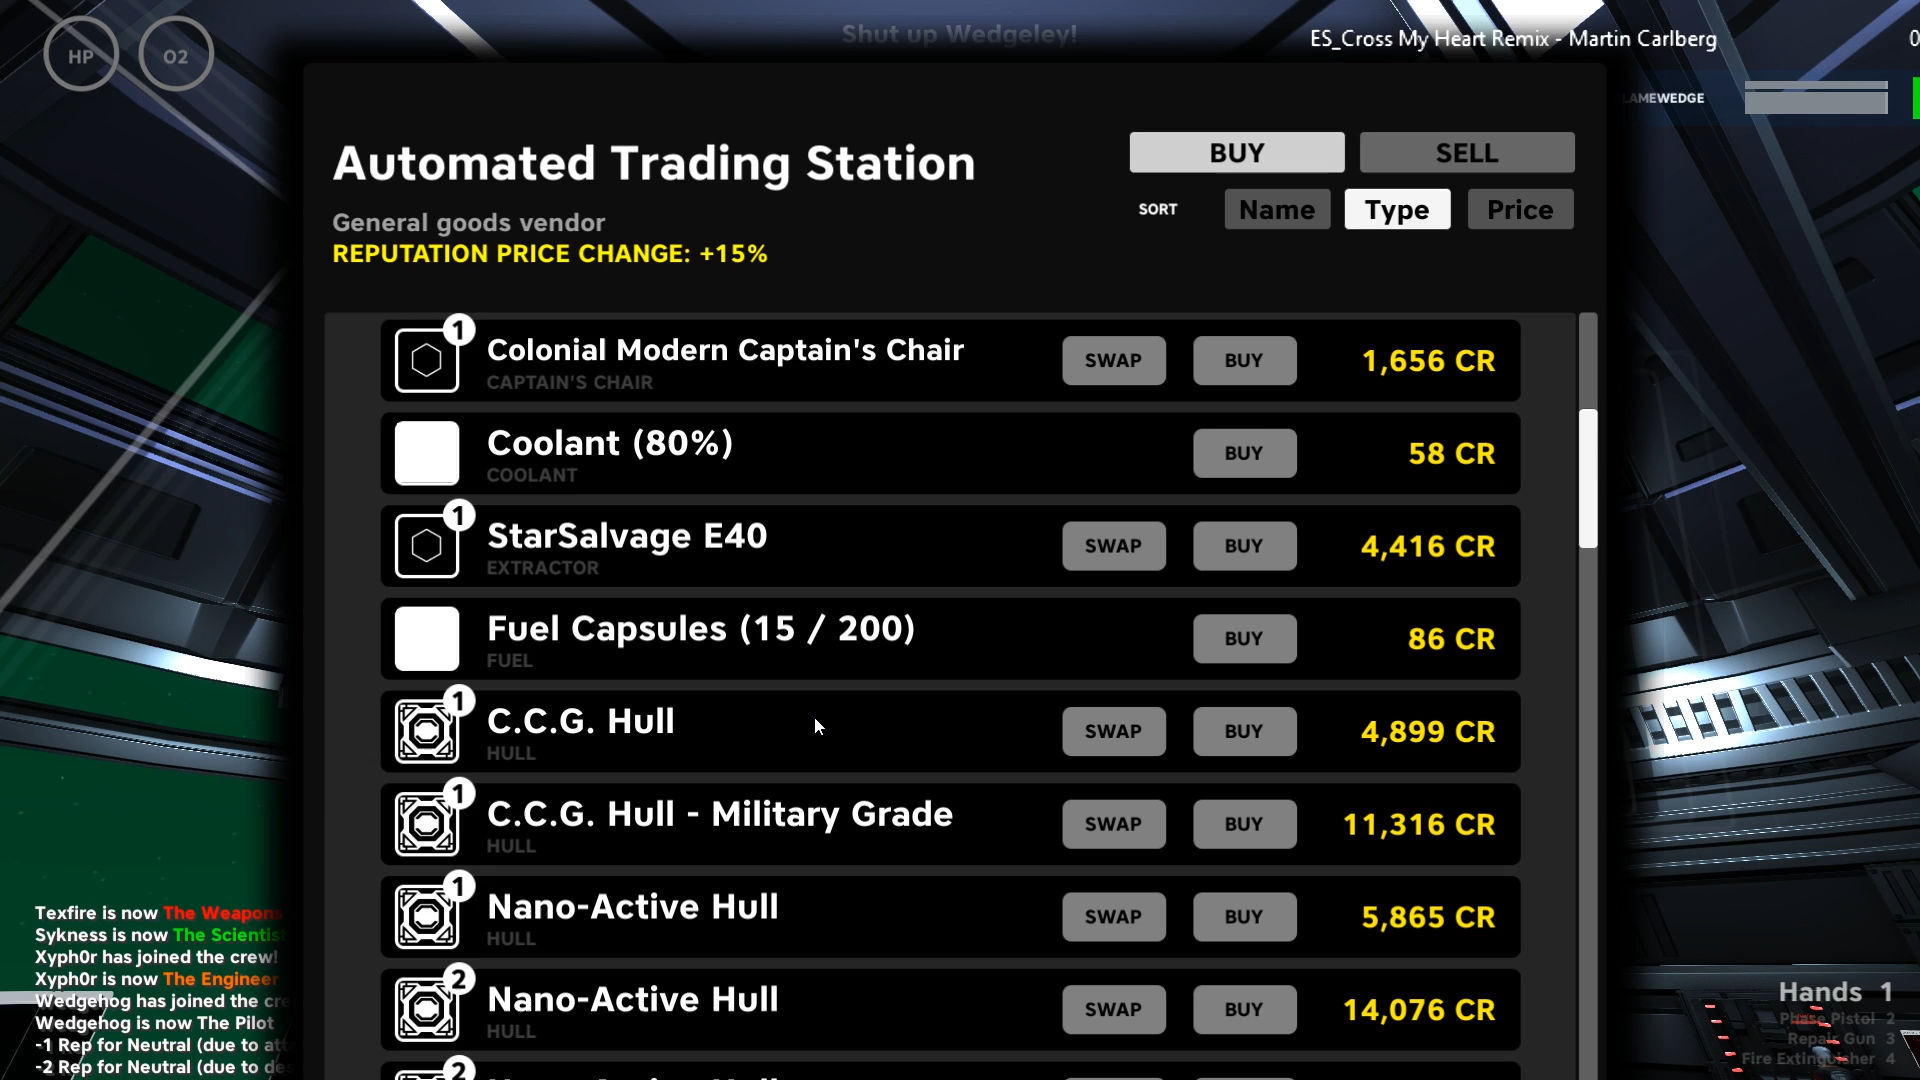 HP
O2
Shut up Wedgeley!
ES_Cross My Heart Remix - Martin Carlberg
LAMEWEDGE
Automated Trading Station
General goods vendor
REPUTATION PRICE CHANGE: +15%
BUY
SELL
SORT
Name
Type
Price
1
Colonial Modern Captain's Chair
CAPTAIN'S CHAIR
SWAP
BUY
1,656 CR
Coolant (80%)
COOLANT
BUY
58 CR
1
StarSalvage E40
EXTRACTOR
SWAP
BUY
4,416 CR
Fuel Capsules (15 / 200)
FUEL
BUY
86 CR
1
C.C.G. Hull
HULL
SWAP
BUY
4,899 CR
1
C.C.G. Hull - Military Grade
HULL
SWAP
BUY
11,316 CR
1
Nano-Active Hull
HULL
SWAP
BUY
5,865 CR
2
Nano-Active Hull
HULL
SWAP
BUY
14,076 CR
2
Texfire is now The Weapons
Sykness is now The Scientist
Xyph0r has joined the crew!
Xyph0r is now The Engineer
Wedgehog has joined the cre
Wedgehog is now The Pilot
-1 Rep for Neutral (due to att
-2 Rep for Neutral (due to de
Hands 1
Phase Pistol 2
Repair Gun 3
Fire Extinguisher 4